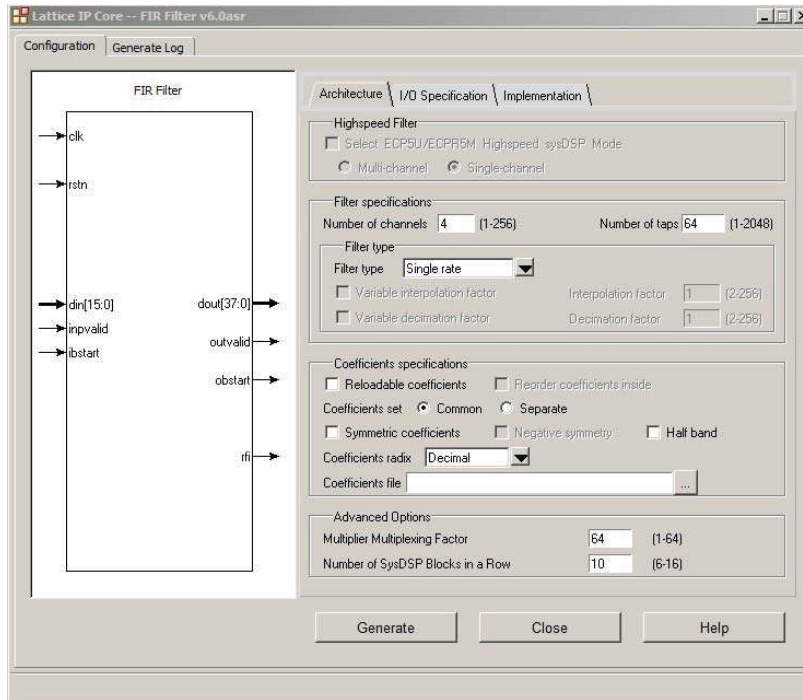 Lattice IP Core -- FIR Filter v6.0asr
Configuration Generate Log
FIR Filter
clk
rstn
din[15:0] dout[37:0]
inpvalid
outvalid
ibstart
obstart
rfi
Architecture I/O Specification Implementation
Highspeed Filter
Select ECP5U/ECPR5M Highspeed sysDSP Mode
Multi-channel Single-channel
Filter specifications
Number of channels 4 (1-256) Number of taps 64 (1-2048)
Filter type
Filter type Single rate
Variable interpolation factor Interpolation factor 1 (2-256)
Variable decimation factor Decimation factor 1 (2-256)
Coefficients specifications
Reloadable coefficients Reorder coefficients inside
Coefficients set Common Separate
Symmetric coefficients Negative symmetry Half band
Coefficients radix Decimal
Coefficients file ...
Advanced Options
Multiplier Multiplexing Factor 64 (1-64)
Number of SysDSP Blocks in a Row 10 (6-16)
Generate Close Help